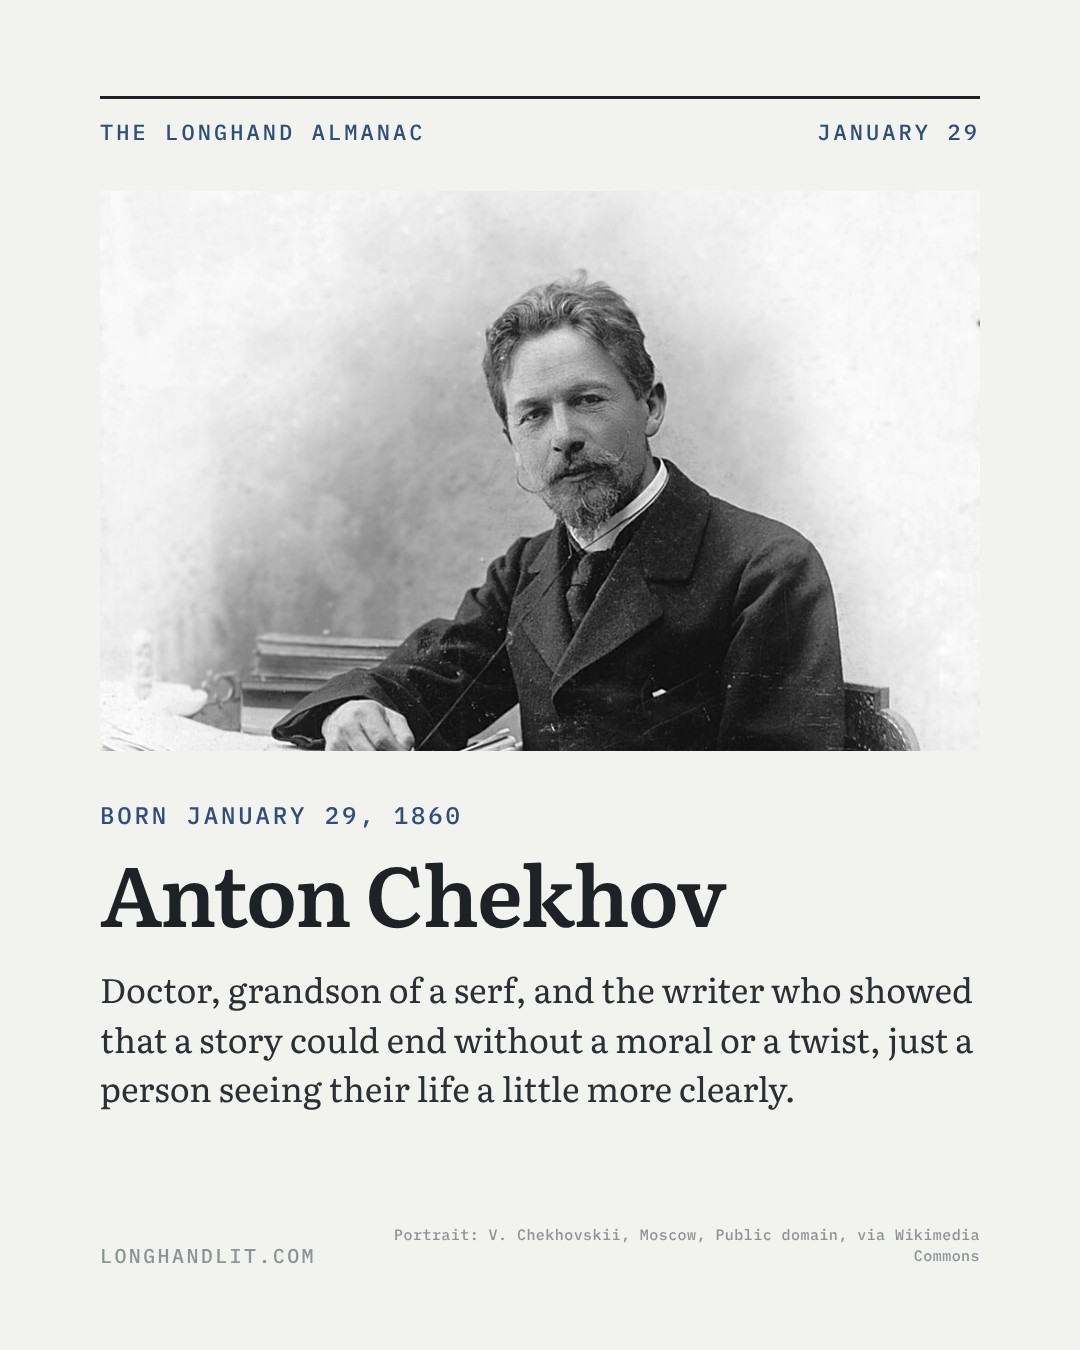 THE LONGHAND ALMANAC
JANUARY 29
BORN JANUARY 29, 1860
Anton Chekhov
Doctor, grandson of a serf, and the writer who showed
that a story could end without a moral or a twist, just a
person seeing their life a little more clearly.
LONGHANDLIT.COM
Portrait: V. Chekhovskii, Moscow, Public domain, via Wikimedia
Commons